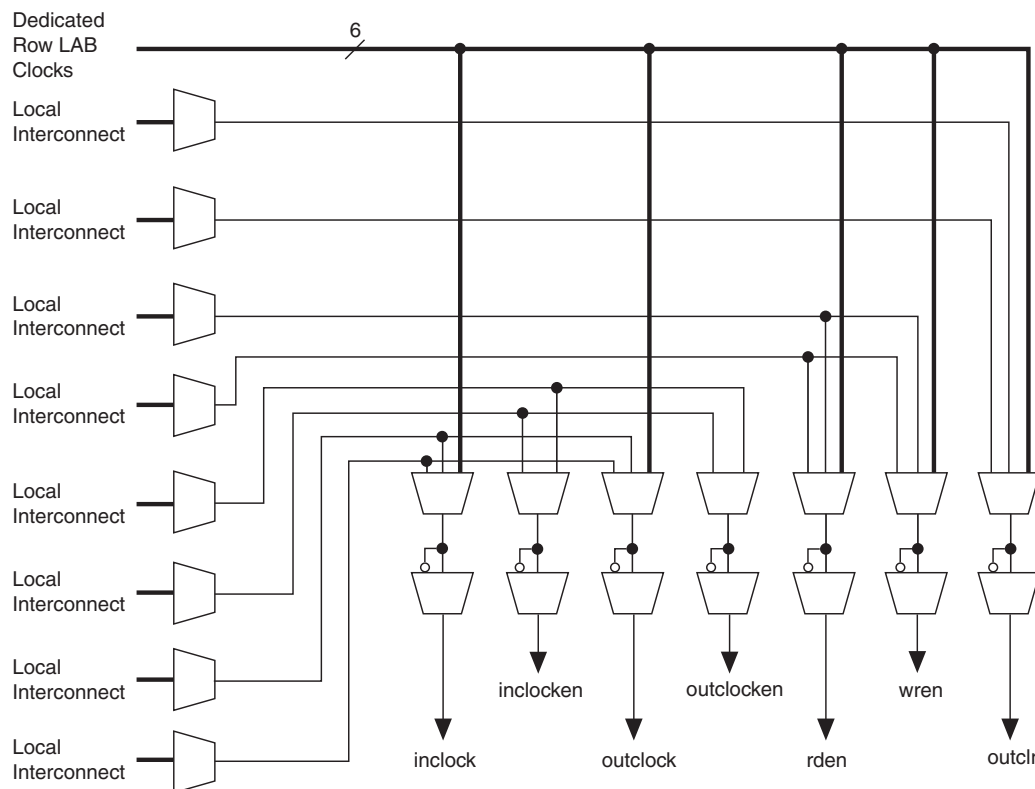 Dedicated
Row LAB
Clocks
6
Local
Interconnect
Local
Interconnect
Local
Interconnect
Local
Interconnect
Local
Interconnect
Local
Interconnect
Local
Interconnect
Local
Interconnect
inclocken
outclocken
wren
inclock
outclock
rden
outclr